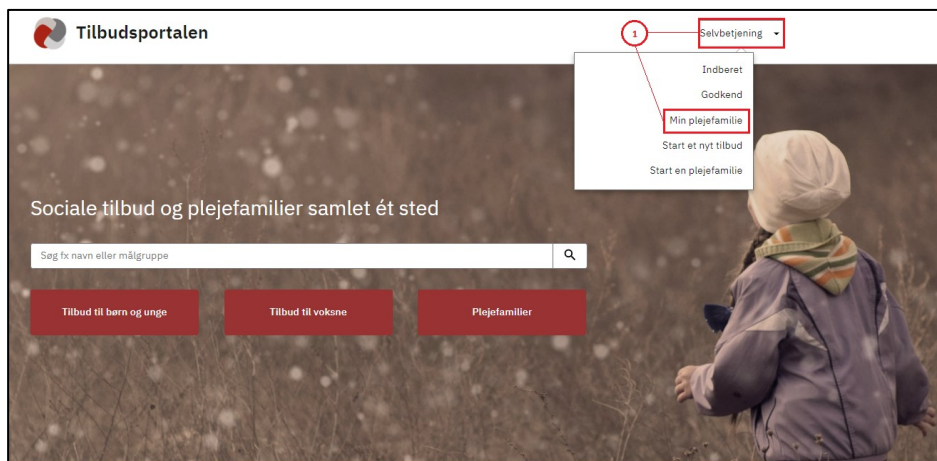 Tilbudsportalen
1
Selvbetjening
Indberet
Godkend
Min plejefamilie
Start et nyt tilbud
Start en plejefamilie
Sociale tilbud og plejefamilier samlet ét sted
Søg fx navn eller målgruppe
Tilbud til børn og unge
Tilbud til voksne
Plejefamilier